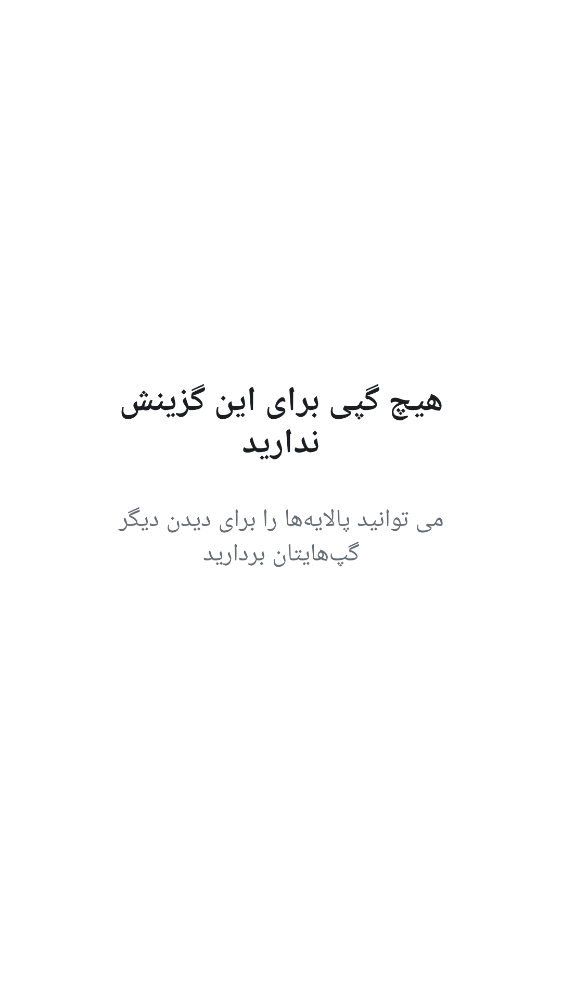 هیچ گپی برای این گزینش
ندارید
می توانید پالایه‌ها را برای دیدن دیگر
گپ‌هایتان بردارید